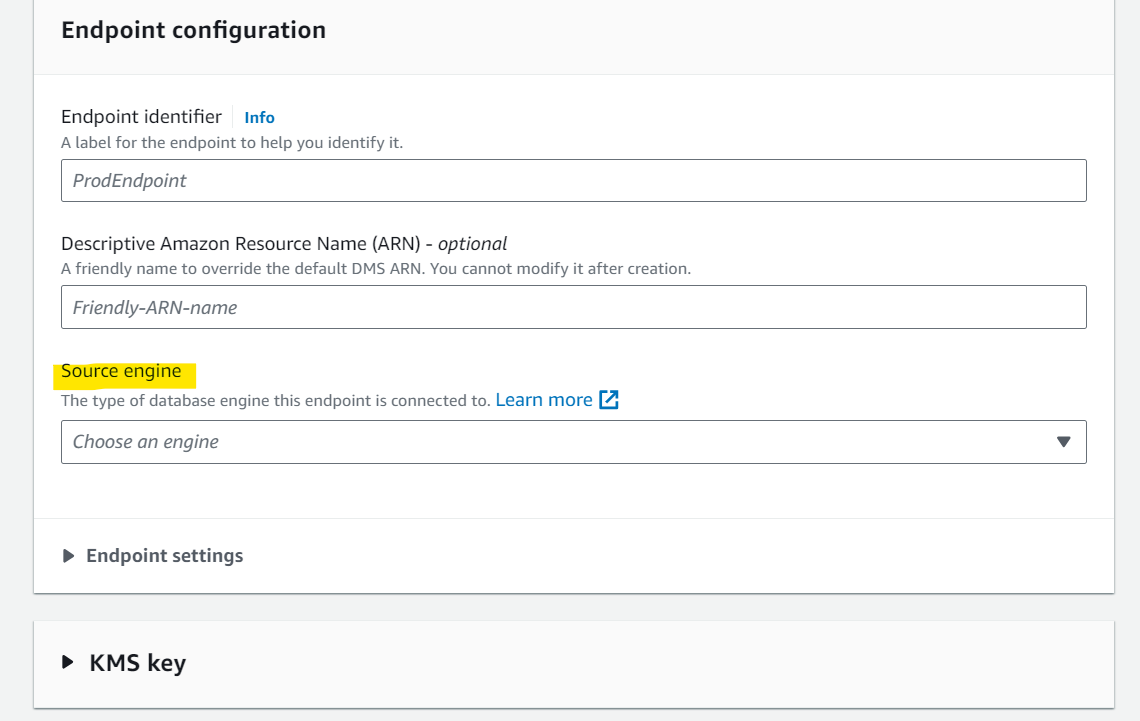 Endpoint configuration
Endpoint identifier Info
A label for the endpoint to help you identify it.
ProdEndpoint
Descriptive Amazon Resource Name (ARN) - optional
A friendly name to override the default DMS ARN. You cannot modify it after creation.
Friendly-ARN-name
Source engine
The type of database engine this endpoint is connected to. Learn more
Choose an engine
Endpoint settings
KMS key